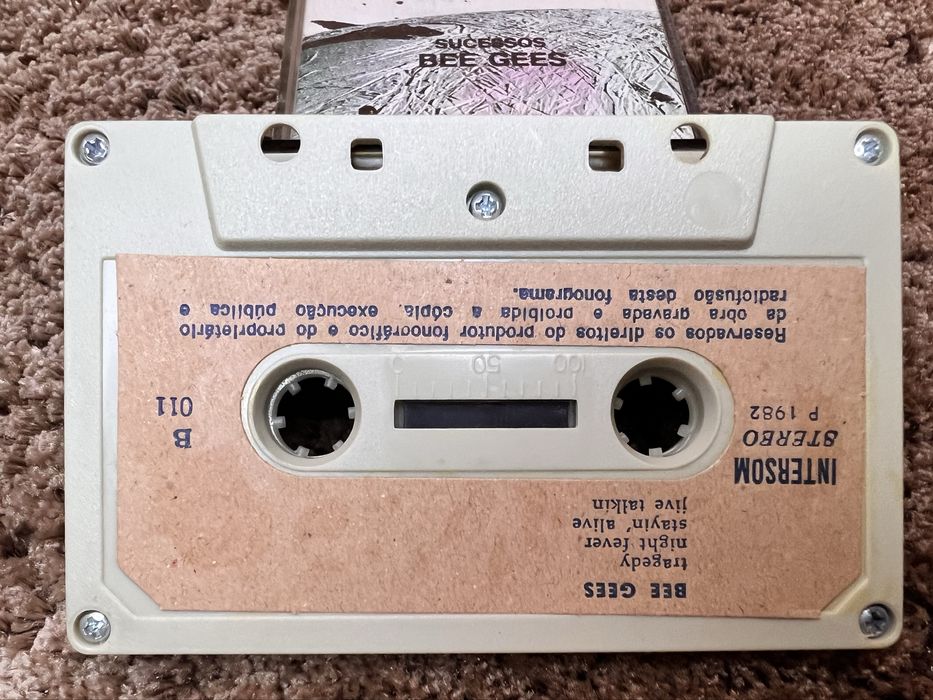 SUCESSOS
BEE GEES
BEE GEES
tragedy
night fever
stayin' alive
jive talkin
INTERSOM
STEREO
P 1982
B
011
100 50 0
Reservados os direitos do produtor fonográfico e do proprietário
da obra gravada e proibida a cópia, execução pública e
radiofusão desta fonograma.